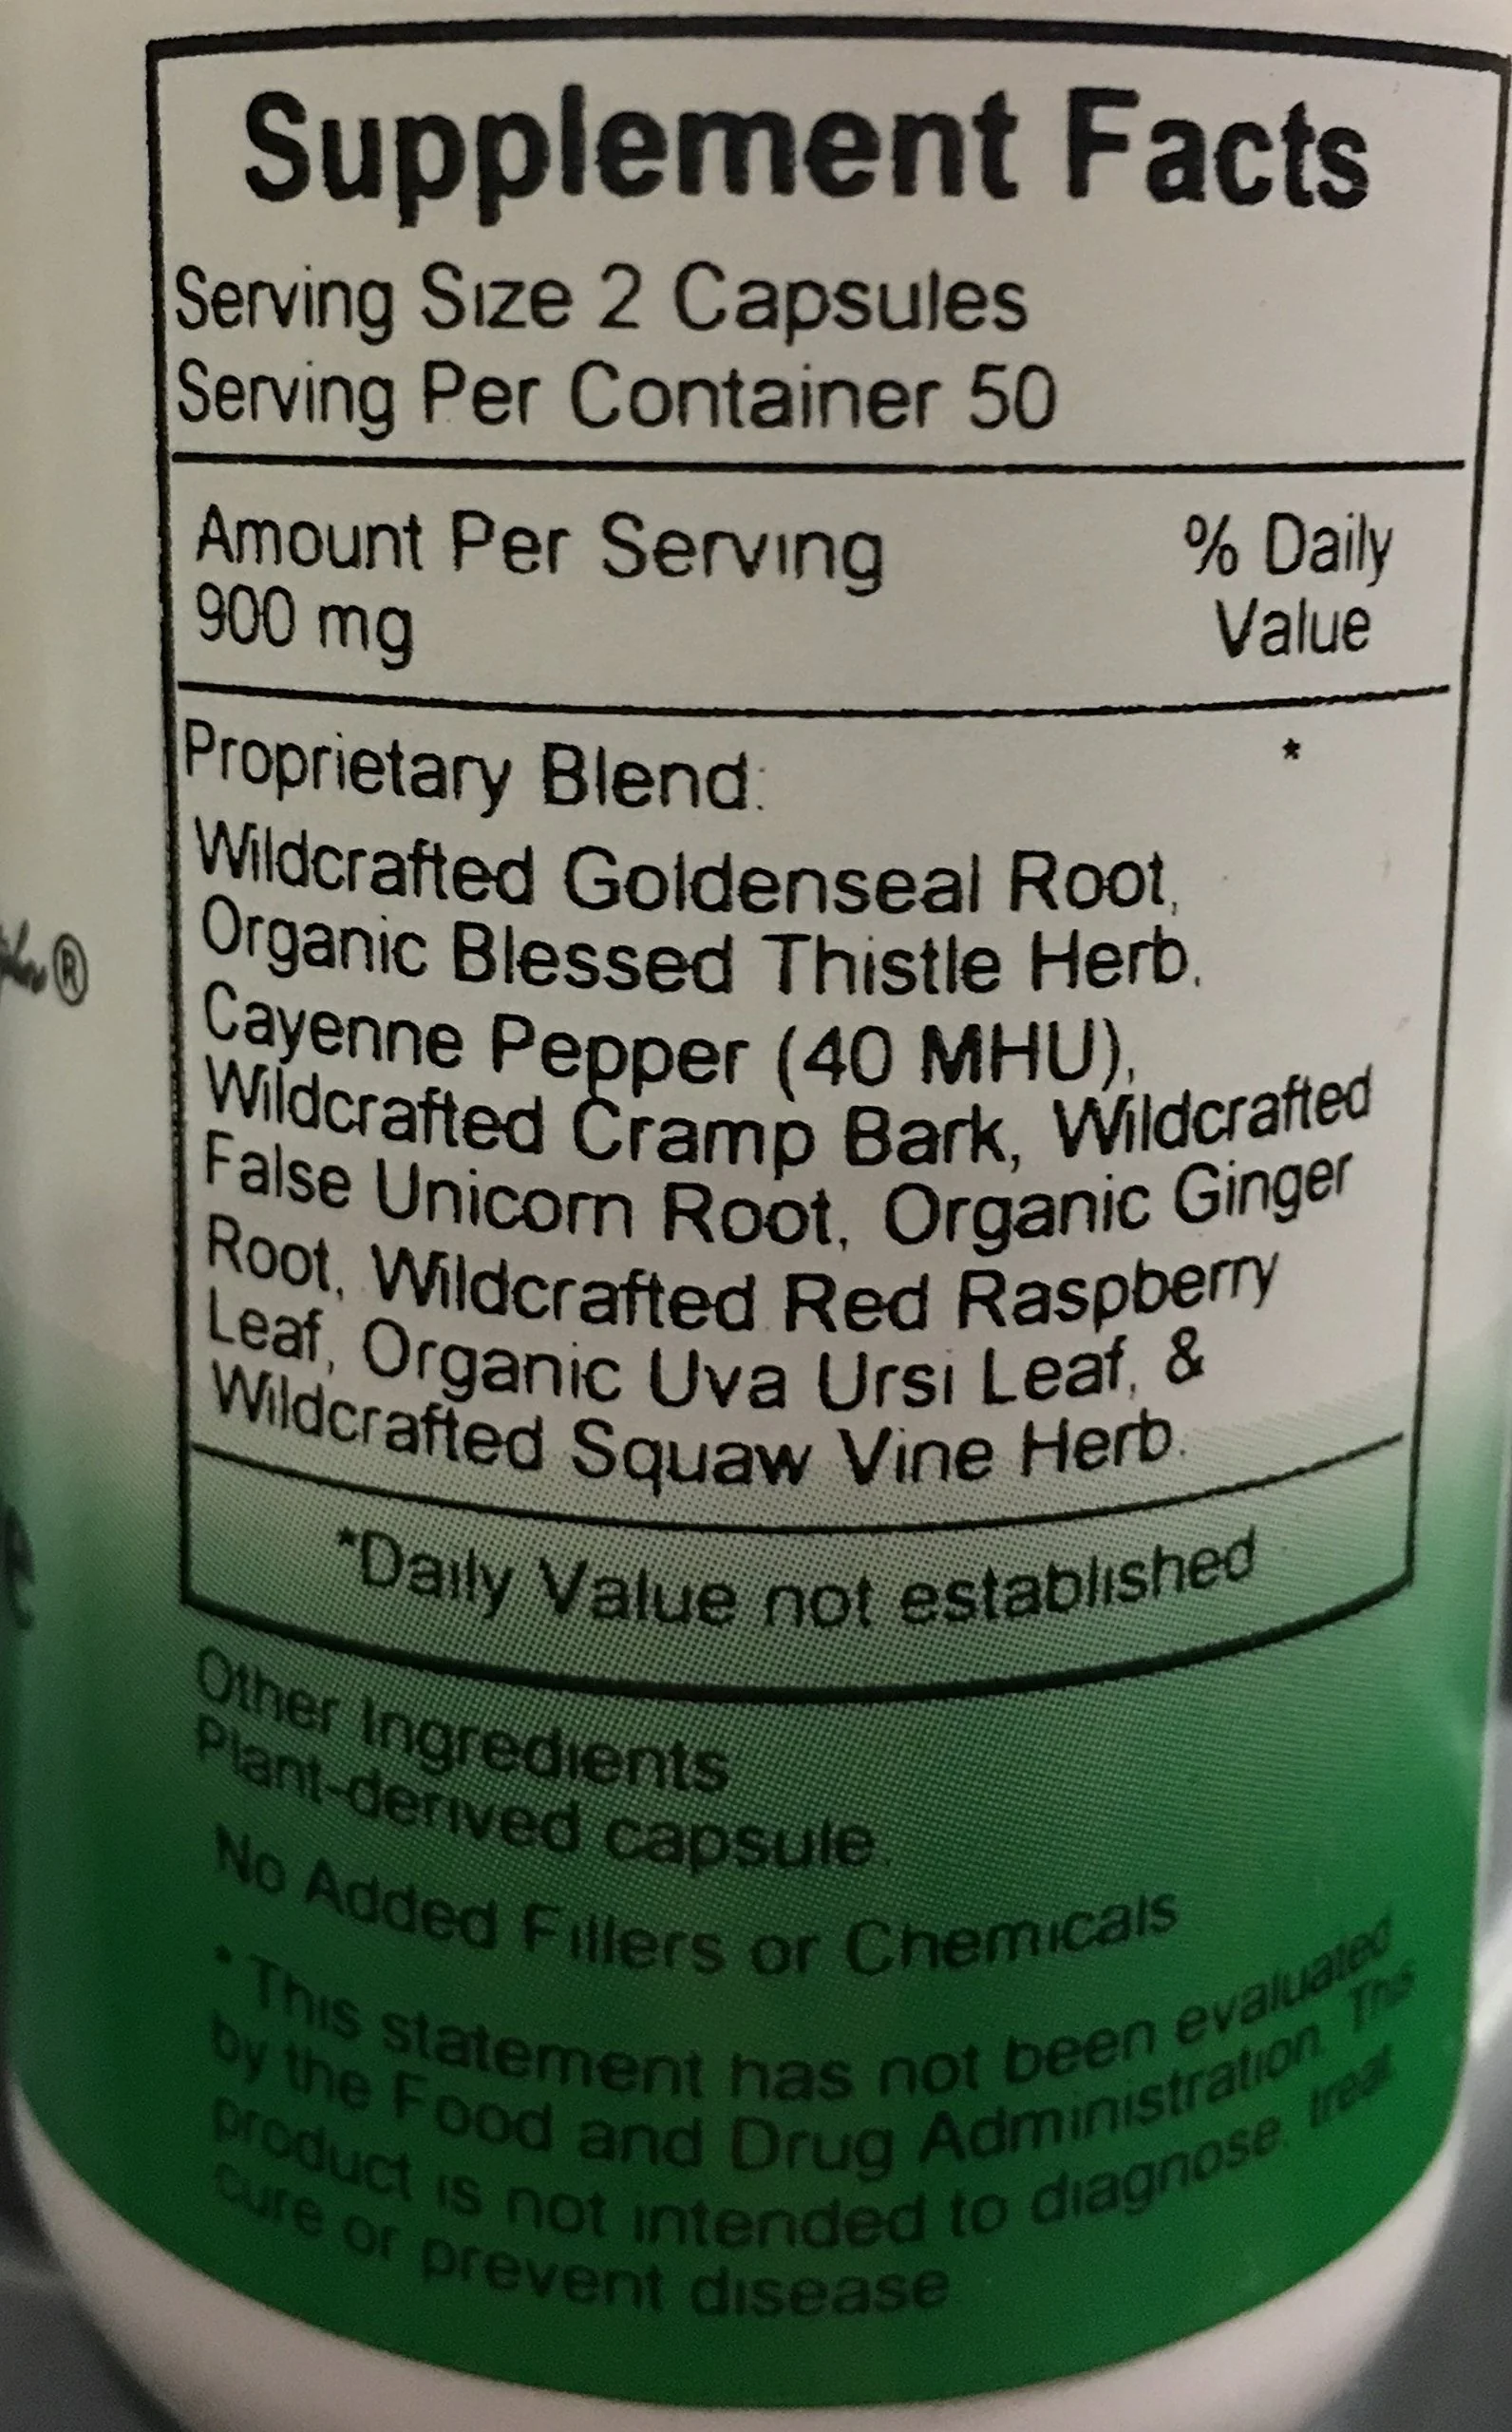 Supplement Facts
Serving Size 2 Capsules
Serving Per Container 50
Amount Per Serving % Daily
900 mg Value
Proprietary Blend: *
Wildcrafted Goldenseal Root,
Organic Blessed Thistle Herb,
Cayenne Pepper (40 MHU),
Wildcrafted Cramp Bark, Wildcrafted
False Unicorn Root, Organic Ginger
Root, Wildcrafted Red Raspberry
Leaf, Organic Uva Ursi Leaf, &
Wildcrafted Squaw Vine Herb.
*Daily Value not established
Other Ingredients
Plant-derived capsule.
No Added Fillers or Chemicals
* This statement has not been evaluated
by the Food and Drug Administration. This
product is not intended to diagnose, treat
cure or prevent disease
®